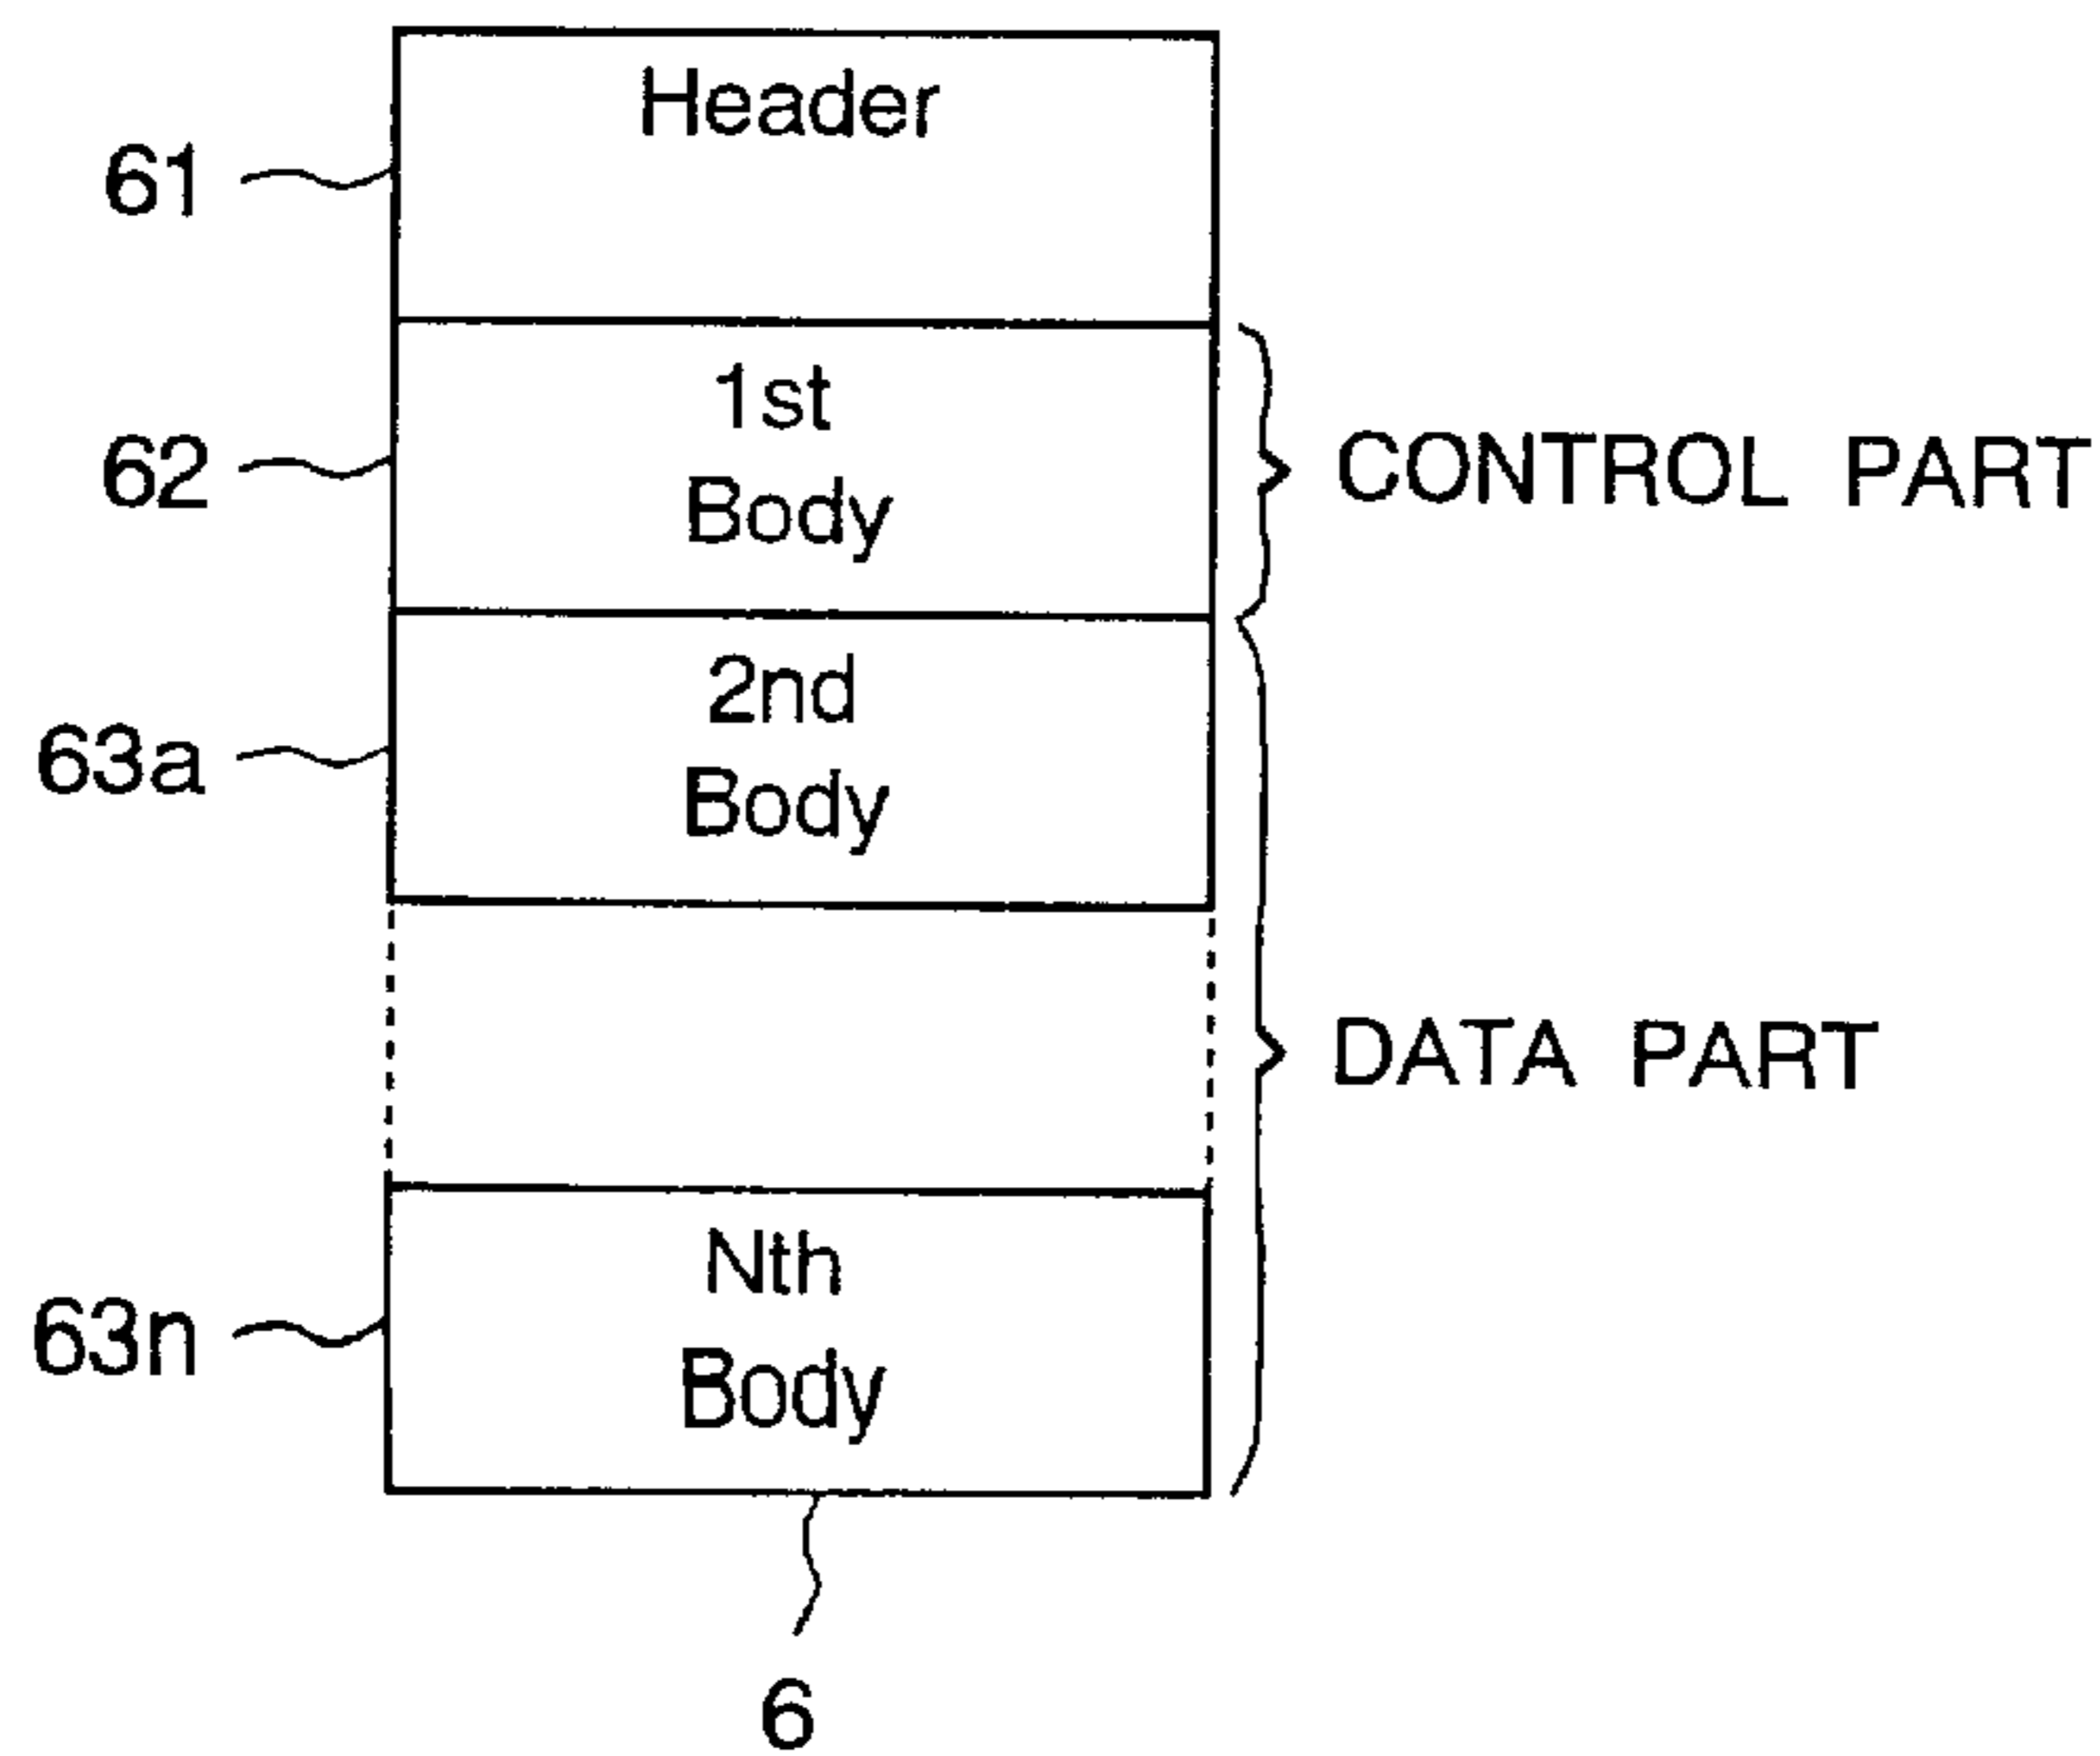 Header
61
1st
Body
62
CONTROL PART
2nd
Body
63a
DATA PART
Nth
Body
63n
6